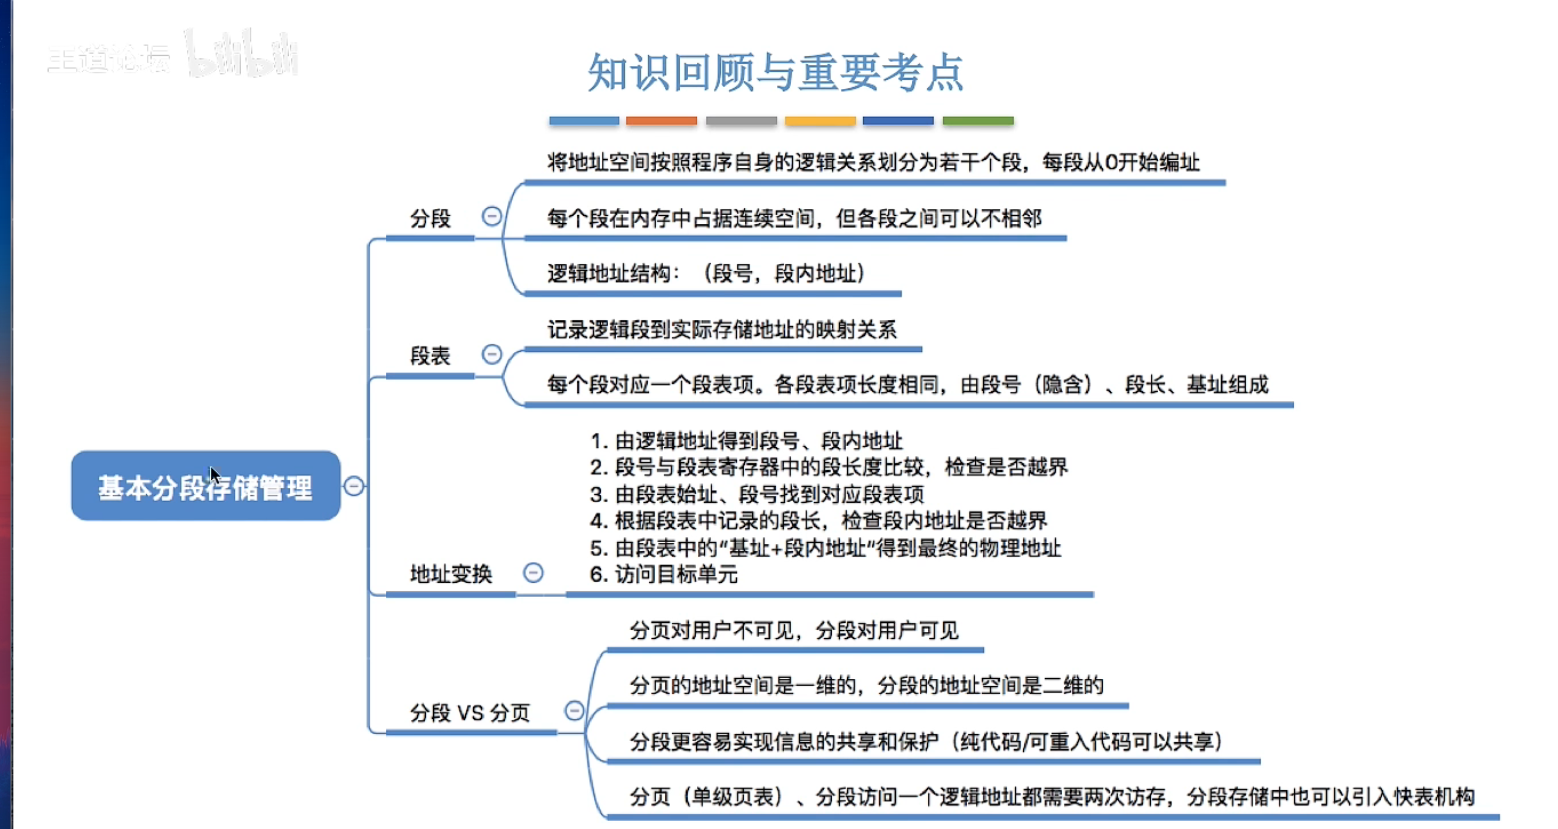 王道论坛 bilibili
知识回顾与重要考点
将地址空间按照程序自身的逻辑关系划分为若干个段，每段从0开始编址
分段
每个段在内存中占据连续空间，但各段之间可以不相邻
逻辑地址结构：（段号，段内地址）
记录逻辑段到实际存储地址的映射关系
段表
每个段对应一个段表项。各段表项长度相同，由段号（隐含）、段长、基址组成
基本分段存储管理
1. 由逻辑地址得到段号、段内地址
2. 段号与段表寄存器中的段长度比较，检查是否越界
3. 由段表始址、段号找到对应段表项
4. 根据段表中记录的段长，检查段内地址是否越界
5. 由段表中的“基址+段内地址”得到最终的物理地址
6. 访问目标单元
地址变换
分页对用户不可见，分段对用户可见
分页的地址空间是一维的，分段的地址空间是二维的
分段 VS 分页
分段更容易实现信息的共享和保护（纯代码/可重入代码可以共享）
分页（单级页表）、分段访问一个逻辑地址都需要两次访存，分段存储中也可以引入快表机构